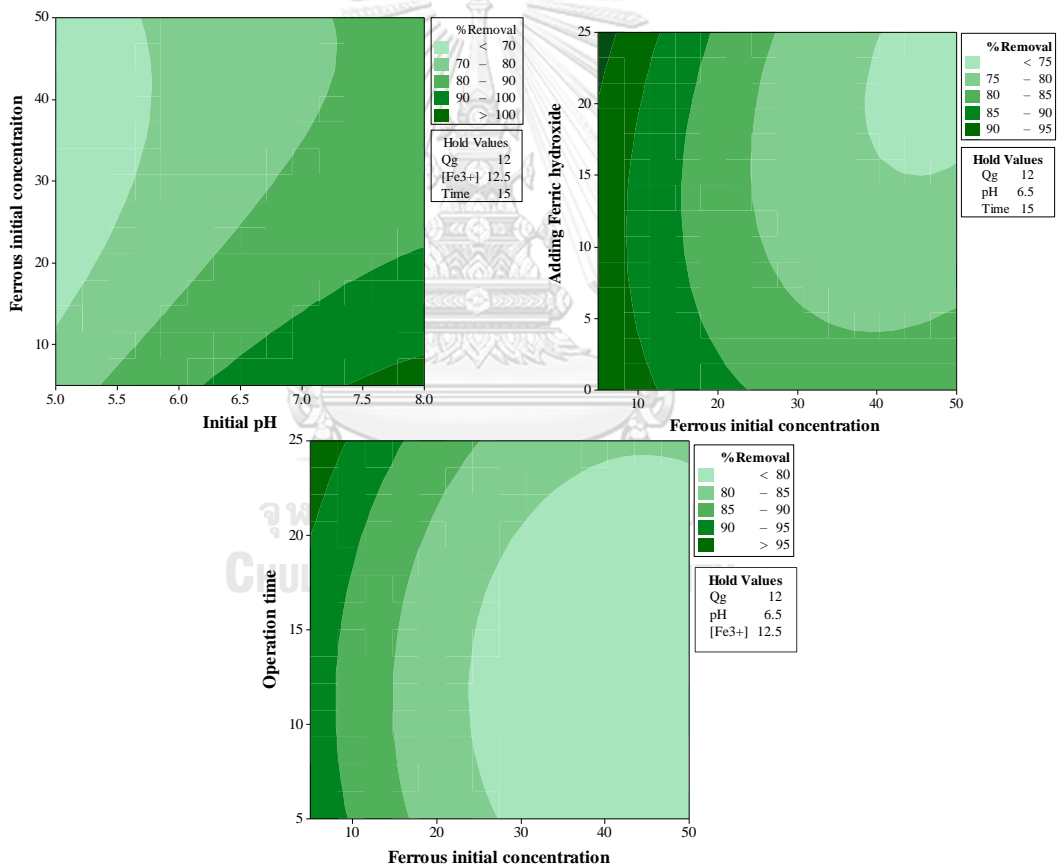 %Removal
< 70
70 – 80
80 – 90
90 – 100
> 100
Hold Values
Qg 12
[Fe3+] 12.5
Time 15
Ferrous initial concentraiton
50
40
30
20
10
5.0 5.5 6.0 6.5 7.0 7.5 8.0
Initial pH
%Removal
< 75
75 – 80
80 – 85
85 – 90
90 – 95
Hold Values
Qg 12
pH 6.5
Time 15
Adding Ferric hydroxide
25
20
15
10
5
0
10 20 30 40 50
Ferrous initial concentration
%Removal
< 80
80 – 85
85 – 90
90 – 95
> 95
Hold Values
Qg 12
pH 6.5
[Fe3+] 12.5
Operation time
25
20
15
10
5
10 20 30 40 50
Ferrous initial concentration